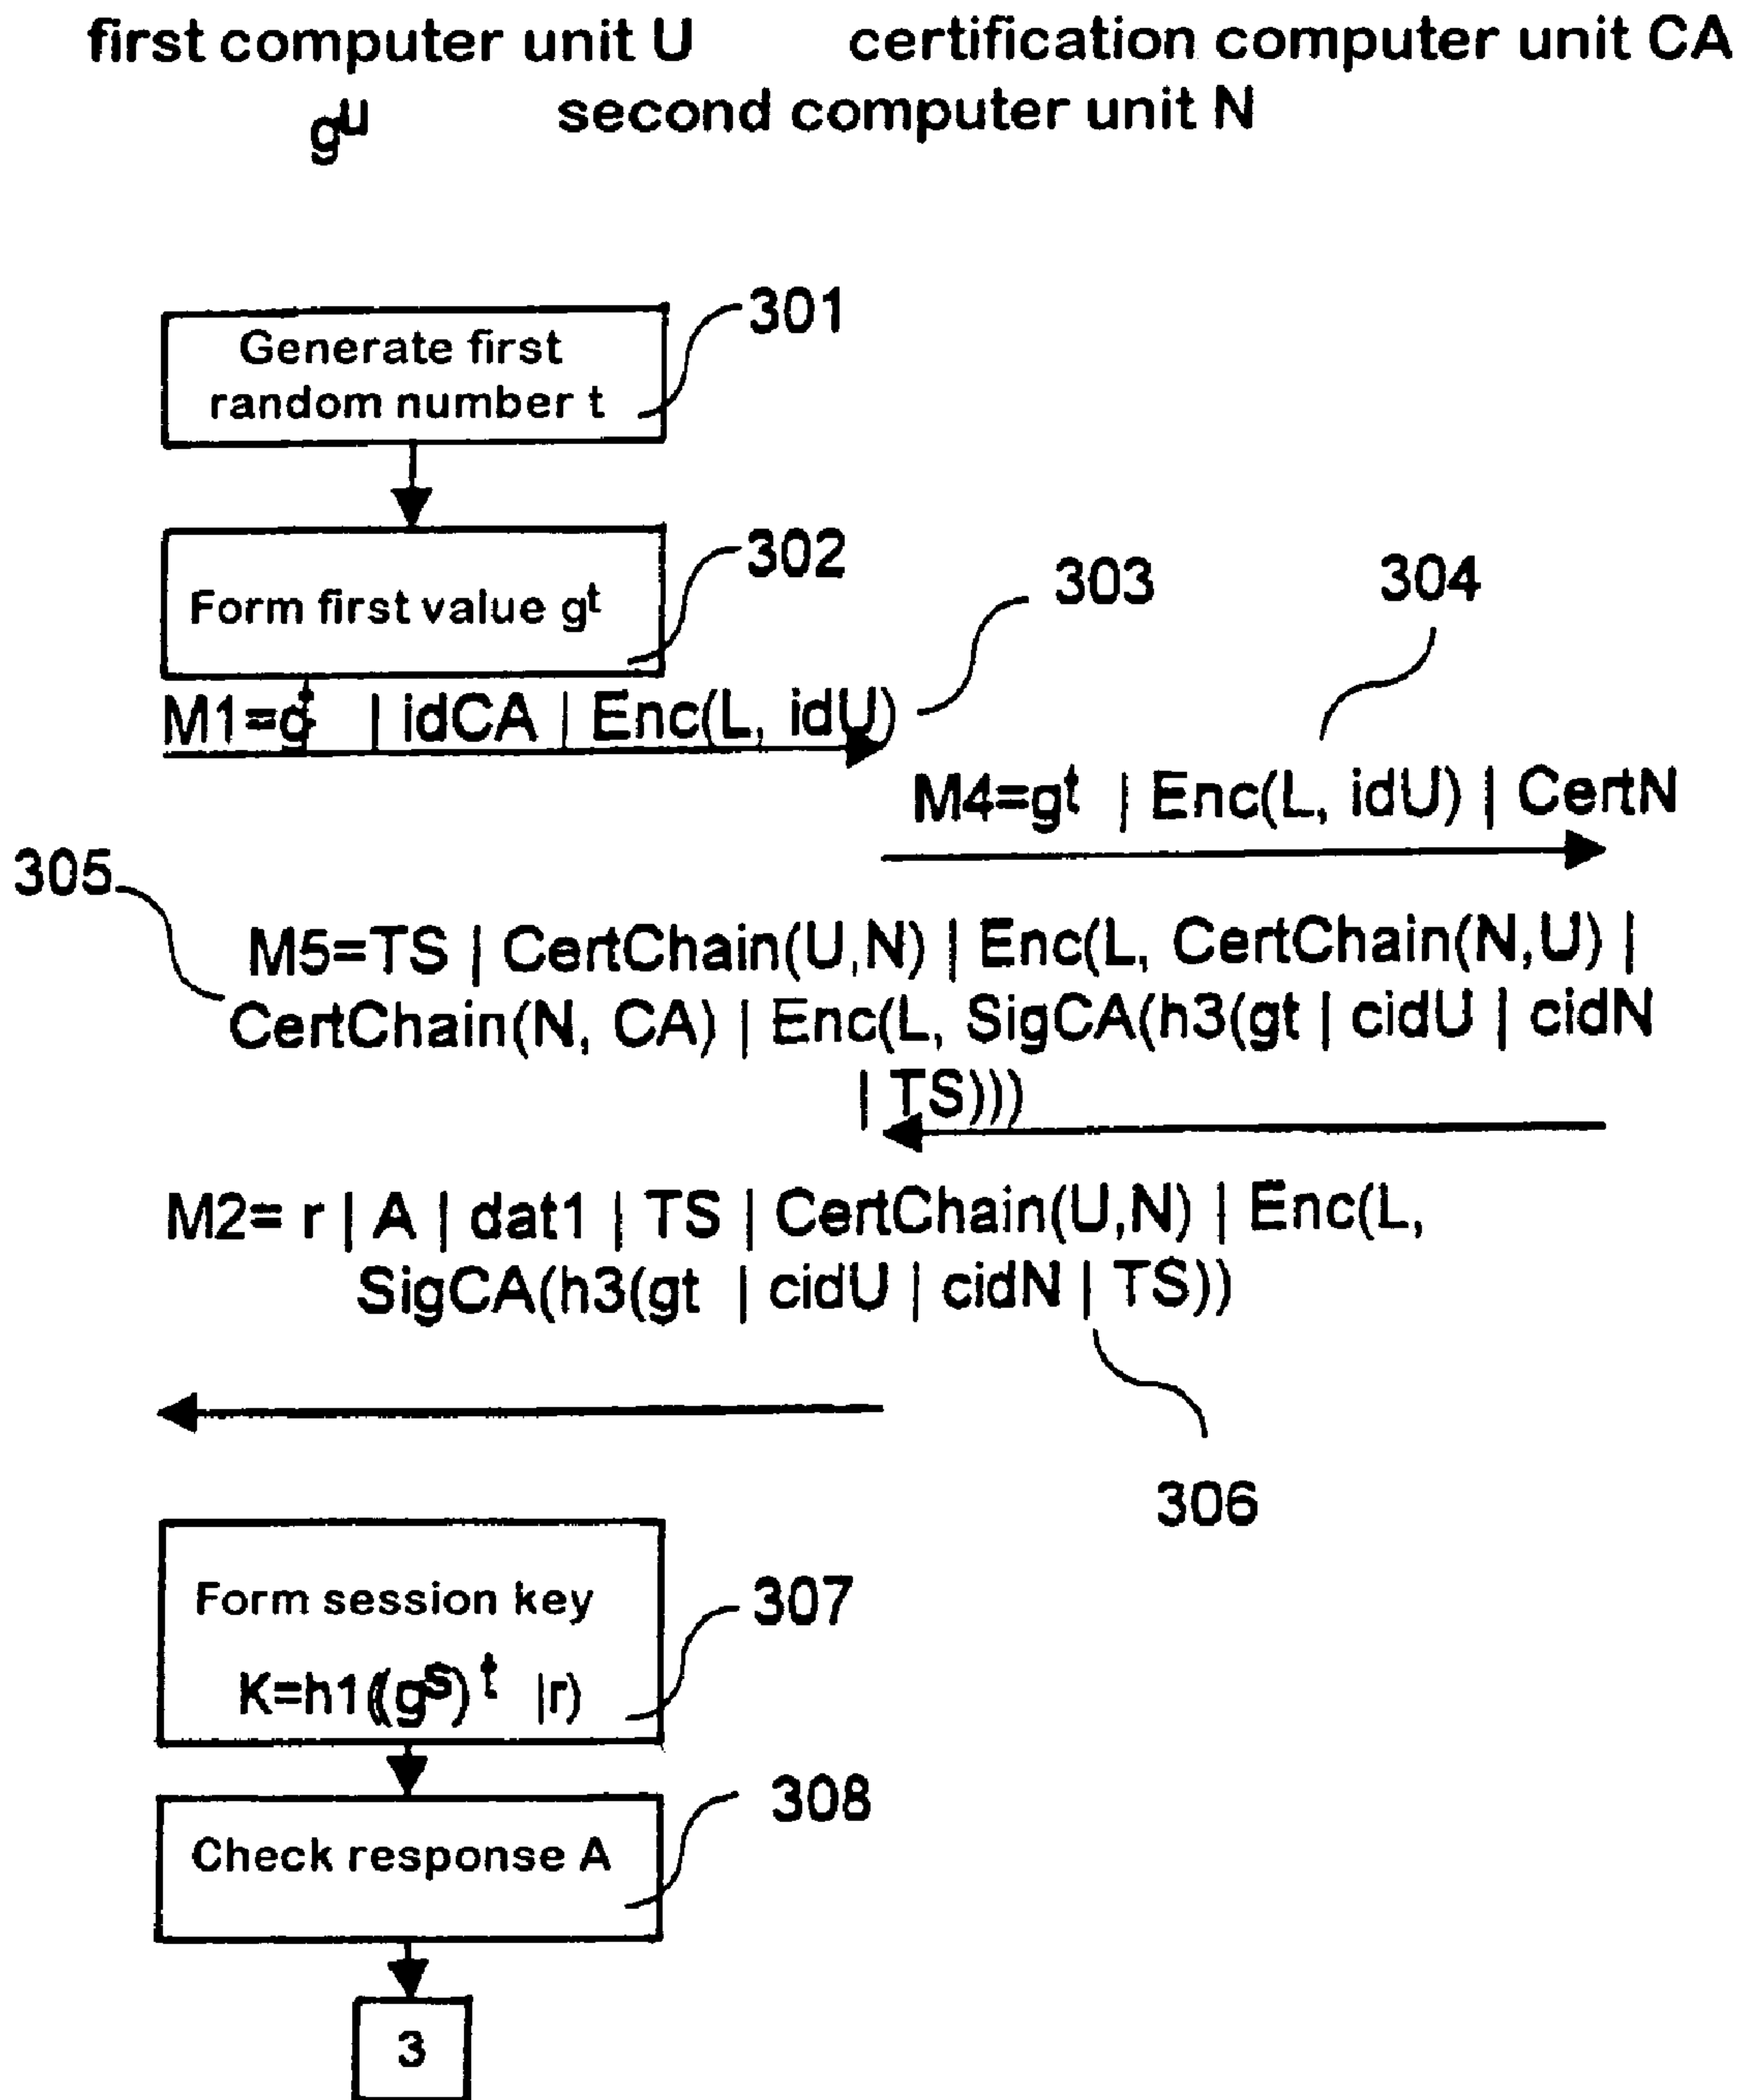 first computer unit U certification computer unit CA
g^u second computer unit N
301
Generate first
random number t
302
Form first value g^t
303
304
M1=g^t | idCA | Enc(L, idU)
M4=g^t | Enc(L, idU) | CertN
305
M5=TS | CertChain(U,N) | Enc(L, CertChain(N,U) |
CertChain(N, CA) | Enc(L, SigCA(h3(gt | cidU | cidN
| TS)))
M2= r | A | dat1 | TS | CertChain(U,N) | Enc(L,
SigCA(h3(gt | cidU | cidN | TS))
306
Form session key
307
K=h1((g^s)^t |r)
308
Check response A
3